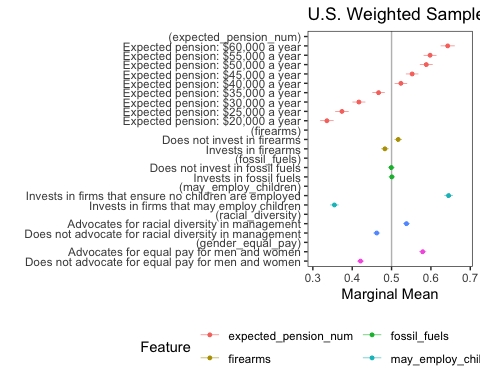 U.S. Weighted Sample
(expected_pension_num)
Expected pension: $60,000 a year
Expected pension: $55,000 a year
Expected pension: $50,000 a year
Expected pension: $45,000 a year
Expected pension: $40,000 a year
Expected pension: $35,000 a year
Expected pension: $30,000 a year
Expected pension: $25,000 a year
Expected pension: $20,000 a year
(firearms)
Does not invest in firearms
Invests in firearms
(fossil_fuels)
Does not invest in fossil fuels
Invests in fossil fuels
(may_employ_children)
Invests in firms that ensure no children are employed
Invests in firms that may employ children
(racial_diversity)
Advocates for racial diversity in management
Does not advocate for racial diversity in management
(gender_equal_pay)
Advocates for equal pay for men and women
Does not advocate for equal pay for men and women
0.3 0.4 0.5 0.6 0.7
Marginal Mean
Feature
expected_pension_num fossil_fuels
firearms may_employ_chil